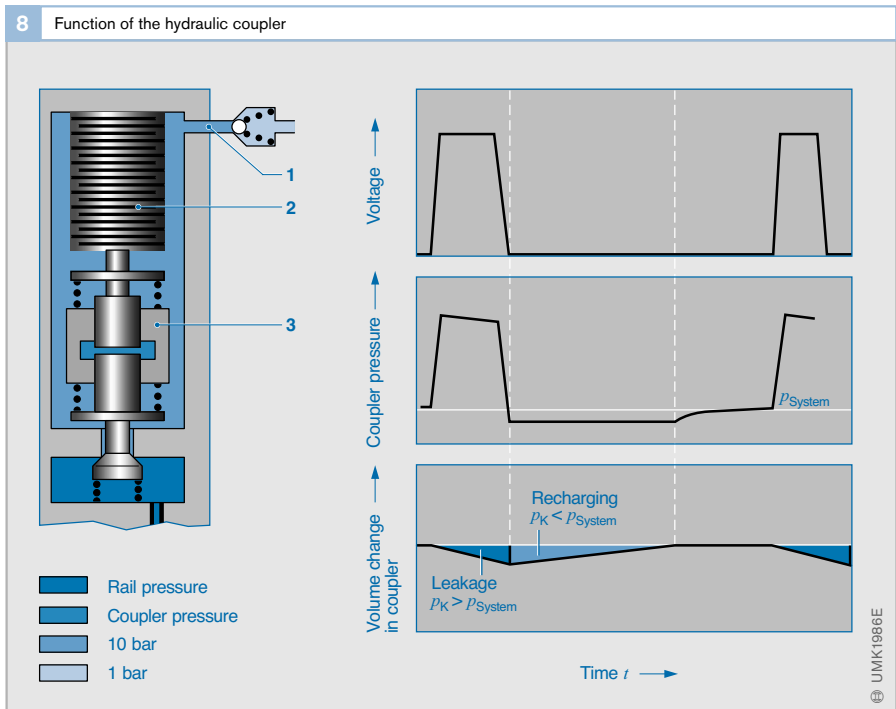 8 Function of the hydraulic coupler
1
2
3
Rail pressure
Coupler pressure
10 bar
1 bar
Voltage
Coupler pressure
pSystem
Volume change
in coupler
Recharging
pK < pSystem
Leakage
pK > pSystem
Time t
UMK1986E